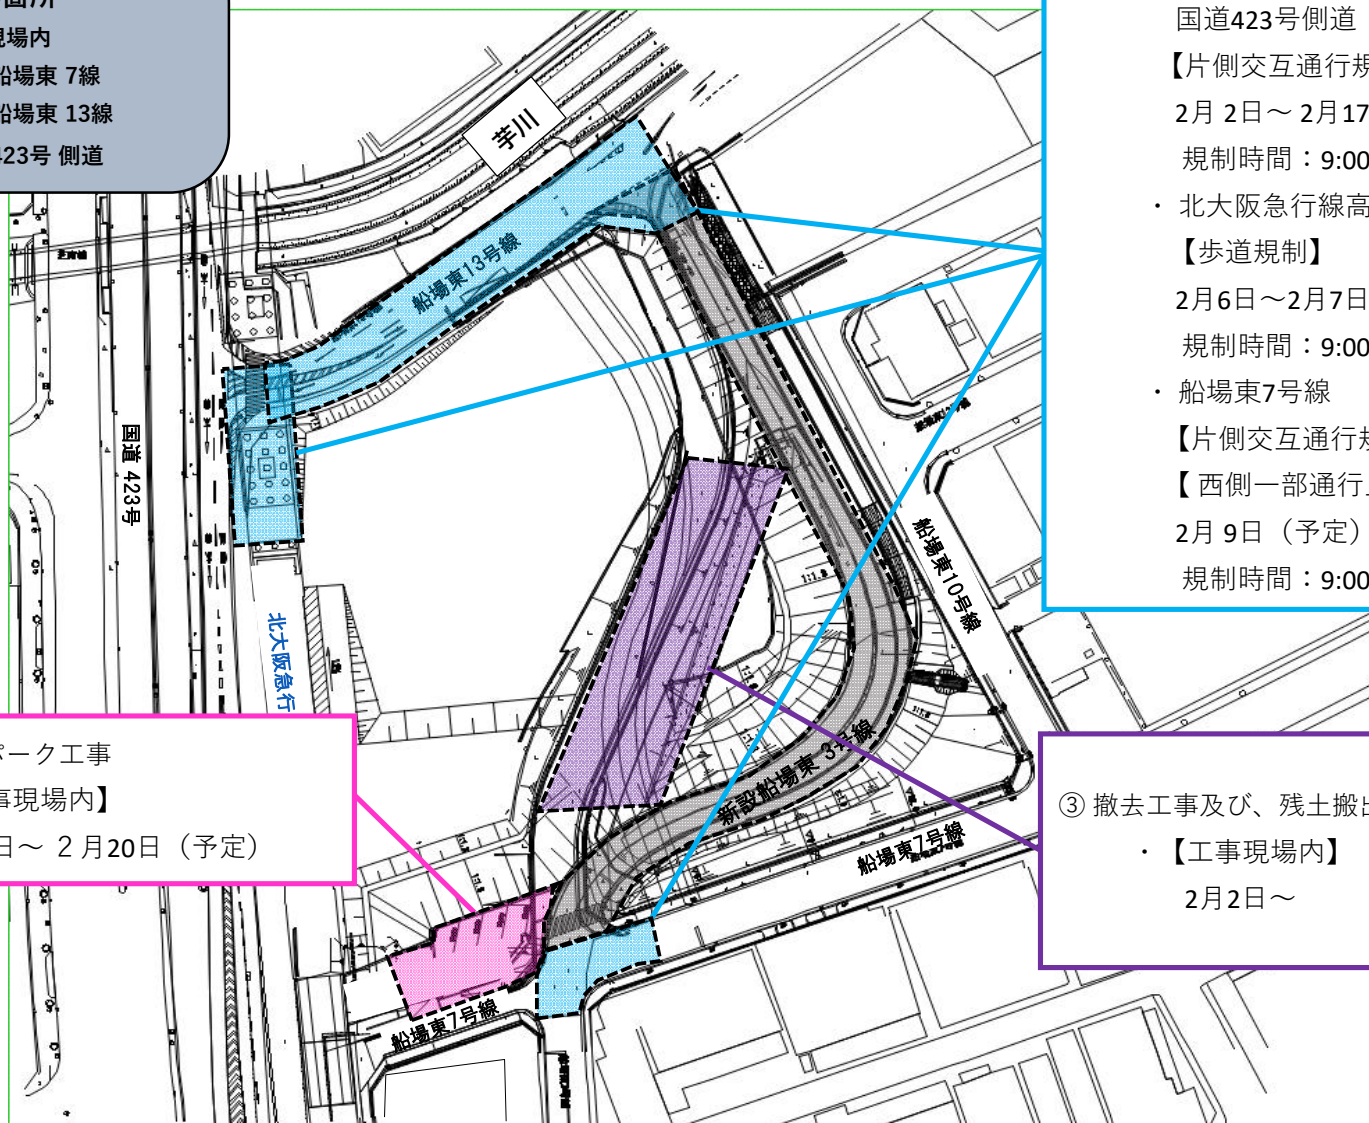 現場内
船場東 7線
船場東 13線
423号 側道
国道423号側道
【片側交互通行規
2月 2日～ 2月17
規制時間：9:00
・ 北大阪急行線高
【歩道規制】
2月6日～2月7日
規制時間：9:00
・ 船場東7号線
【片側交互通行規
【 西側一部通行
2月 9日（予定）
規制時間：9:00
芋川
船場東13号線
国道 423号
北大阪急行
船場東10号線
新設船場東 3号線
船場東7号線
船場東7号線
パーク工事
事現場内】
日～ ２月20日（予定）
③ 撤去工事及び、残土搬出
・【工事現場内】
2月2日～